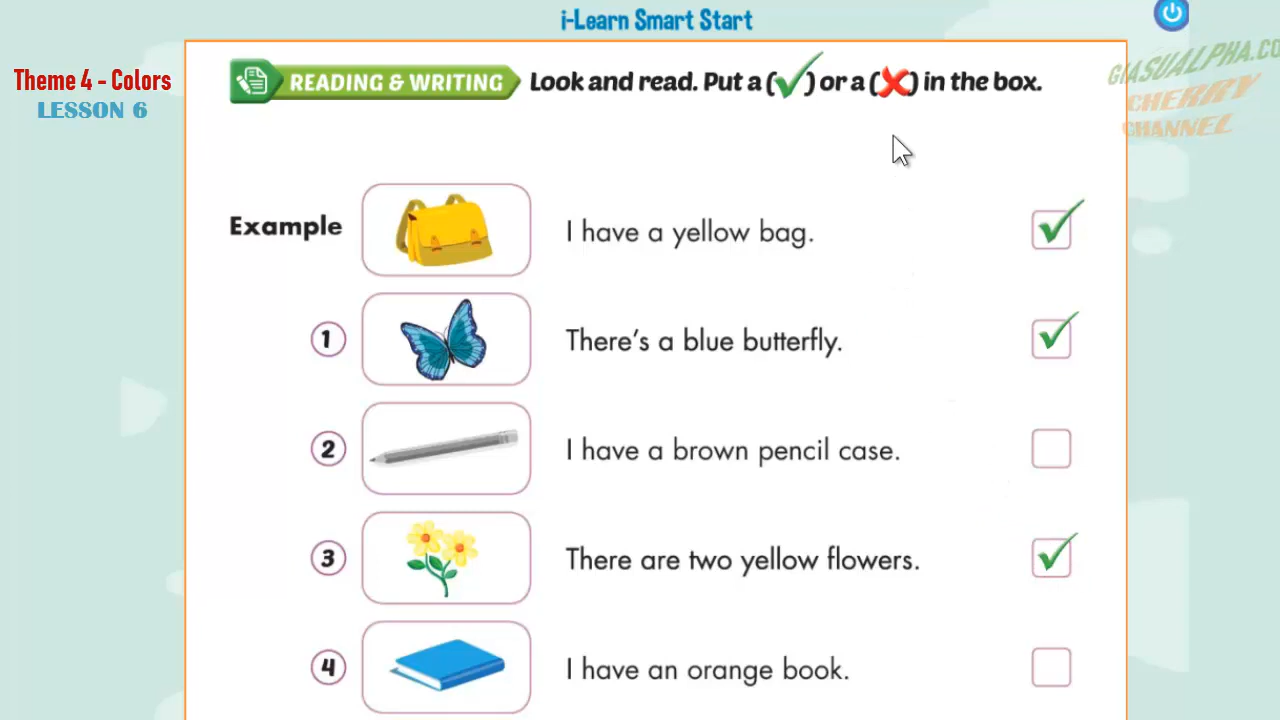 i-Learn Smart Start
Theme 4 - Colors
LESSON 6
READING & WRITING Look and read. Put a (✓) or a (✗) in the box.
GIASUALPHA.CO
CHERRY
CHANNEL
Example I have a yellow bag. ✓
1 There's a blue butterfly. ✓
2 I have a brown pencil case.
3 There are two yellow flowers. ✓
4 I have an orange book.